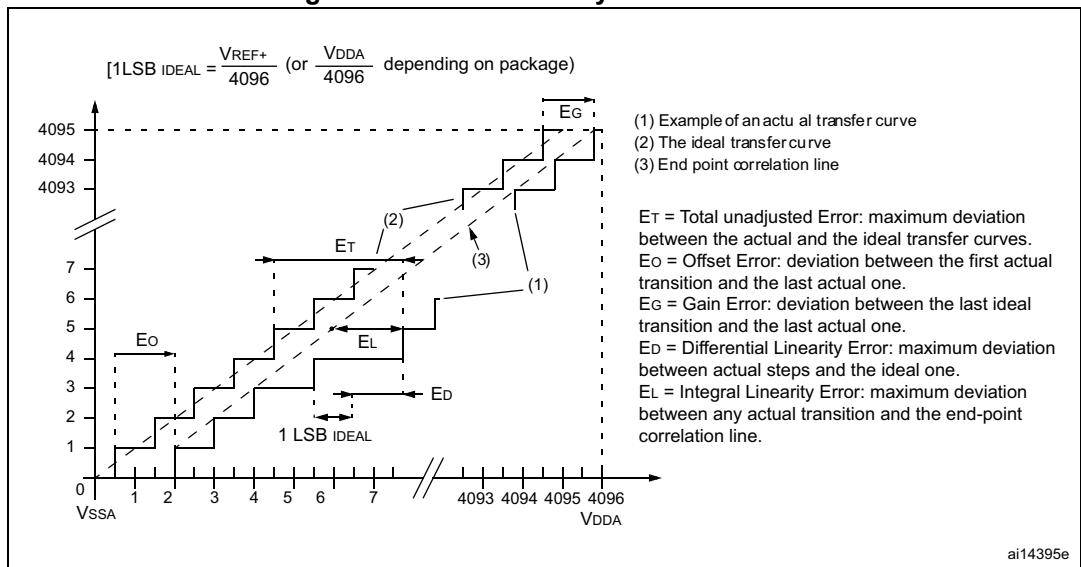 [1LSB IDEAL = VREF+ / 4096 (or VDDA / 4096 depending on package)
EG
4095
4094
4093
7
6
5
4
3
2
1
0
(1) Example of an actu al transfer curve
(2) The ideal transfer curve
(3) End point correlation line
ET = Total unadjusted Error: maximum deviation
between the actual and the ideal transfer curves.
EO = Offset Error: deviation between the first actual
transition and the last actual one.
EG = Gain Error: deviation between the last ideal
transition and the last actual one.
ED = Differential Linearity Error: maximum deviation
between actual steps and the ideal one.
EL = Integral Linearity Error: maximum deviation
between any actual transition and the end-point
correlation line.
(2)
ET
(3)
(1)
EO
EL
ED
1 LSB IDEAL
1 2 3 4 5 6 7 4093 4094 4095 4096
VSSA
VDDA
ai14395e